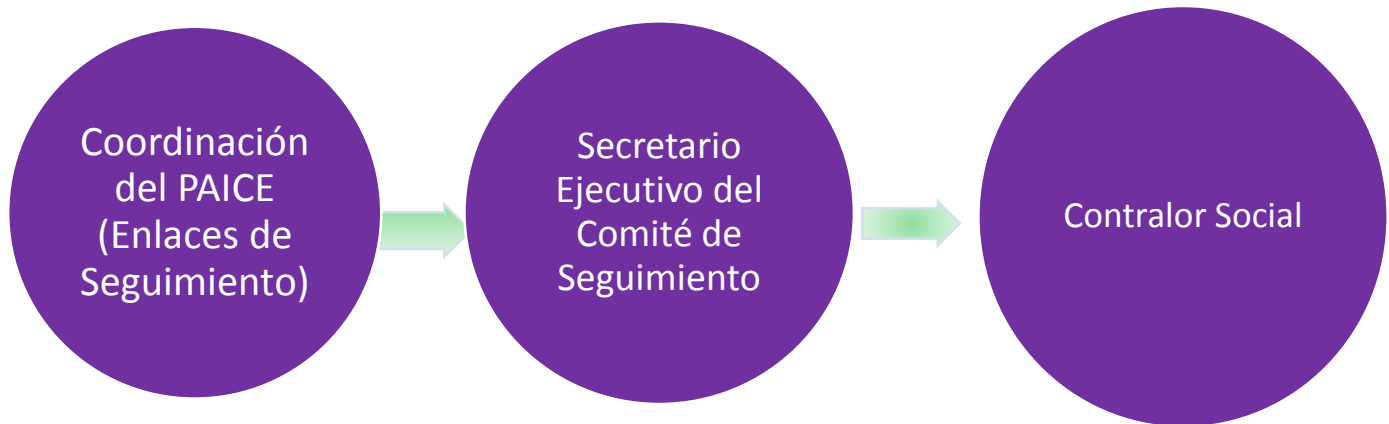 Coordinación
del PAICE
(Enlaces de
Seguimiento)
Secretario
Ejecutivo del
Comité de
Seguimiento
Contralor Social